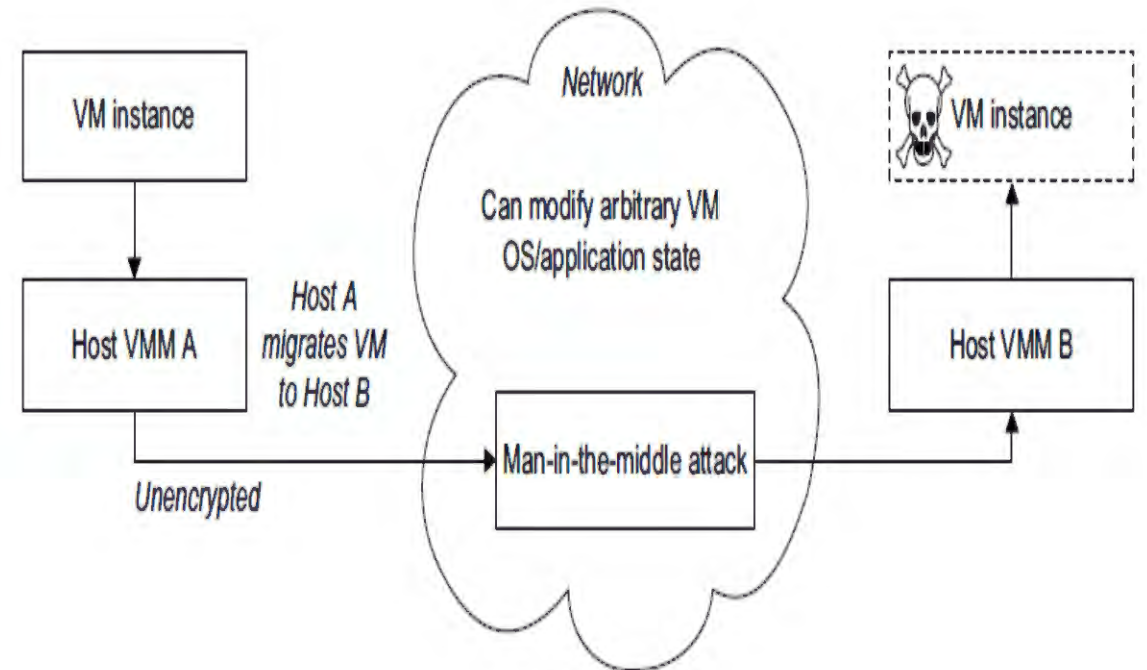 VM instance
Host VMM A
Host A
migrates VM
to Host B
Unencrypted
Network
Can modify arbitrary VM
OS/application state
Man-in-the-middle attack
VM instance
Host VMM B